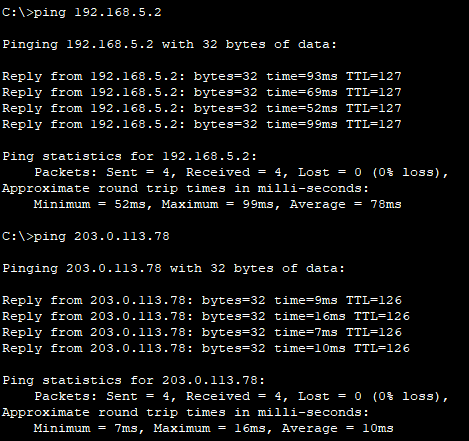 C:\>ping 192.168.5.2
Pinging 192.168.5.2 with 32 bytes of data:
Reply from 192.168.5.2: bytes=32 time=93ms TTL=127
Reply from 192.168.5.2: bytes=32 time=69ms TTL=127
Reply from 192.168.5.2: bytes=32 time=52ms TTL=127
Reply from 192.168.5.2: bytes=32 time=99ms TTL=127
Ping statistics for 192.168.5.2:
    Packets: Sent = 4, Received = 4, Lost = 0 (0% loss),
Approximate round trip times in milli-seconds:
    Minimum = 52ms, Maximum = 99ms, Average = 78ms
C:\>ping 203.0.113.78
Pinging 203.0.113.78 with 32 bytes of data:
Reply from 203.0.113.78: bytes=32 time=9ms TTL=126
Reply from 203.0.113.78: bytes=32 time=16ms TTL=126
Reply from 203.0.113.78: bytes=32 time=7ms TTL=126
Reply from 203.0.113.78: bytes=32 time=10ms TTL=126
Ping statistics for 203.0.113.78:
    Packets: Sent = 4, Received = 4, Lost = 0 (0% loss),
Approximate round trip times in milli-seconds:
    Minimum = 7ms, Maximum = 16ms, Average = 10ms